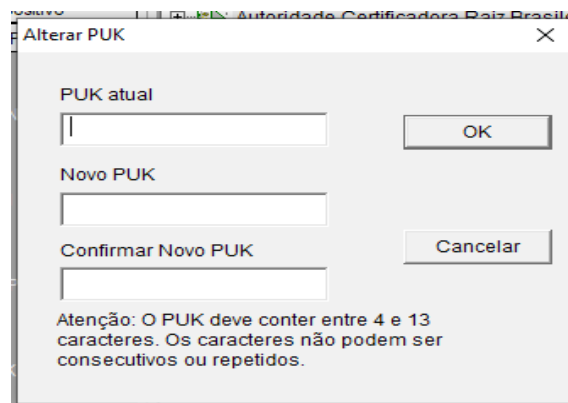 Autoridade Certificadora Raiz Brasil
Alterar PUK
PUK atual
OK
Novo PUK
Confirmar Novo PUK
Cancelar
Atenção: O PUK deve conter entre 4 e 13
caracteres. Os caracteres não podem ser
consecutivos ou repetidos.